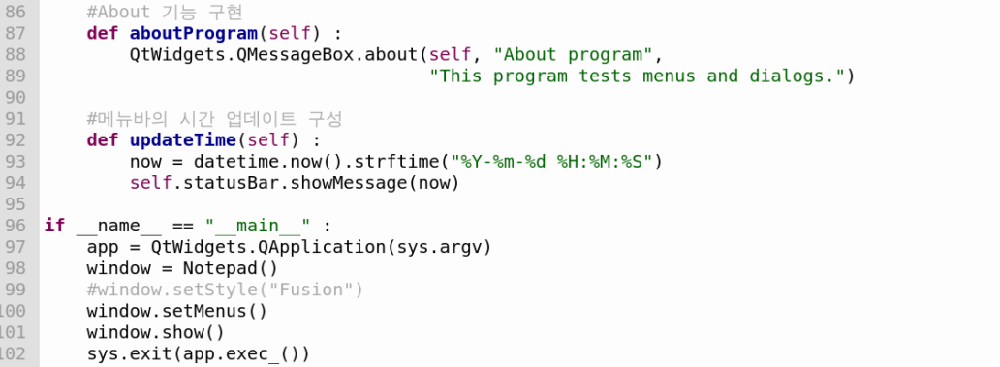 86 #About 기능 구현
87 def aboutProgram(self) :
88 QtWidgets.QMessageBox.about(self, "About program",
89 "This program tests menus and dialogs.")
90
91 #메뉴바의 시간 업데이트 구성
92 def updateTime(self) :
93 now = datetime.now().strftime("%Y-%m-%d %H:%M:%S")
94 self.statusBar.showMessage(now)
95
96 if __name__ == "__main__" :
97 app = QtWidgets.QApplication(sys.argv)
98 window = Notepad()
99 #window.setStyle("Fusion")
100 window.setMenus()
101 window.show()
102 sys.exit(app.exec_())